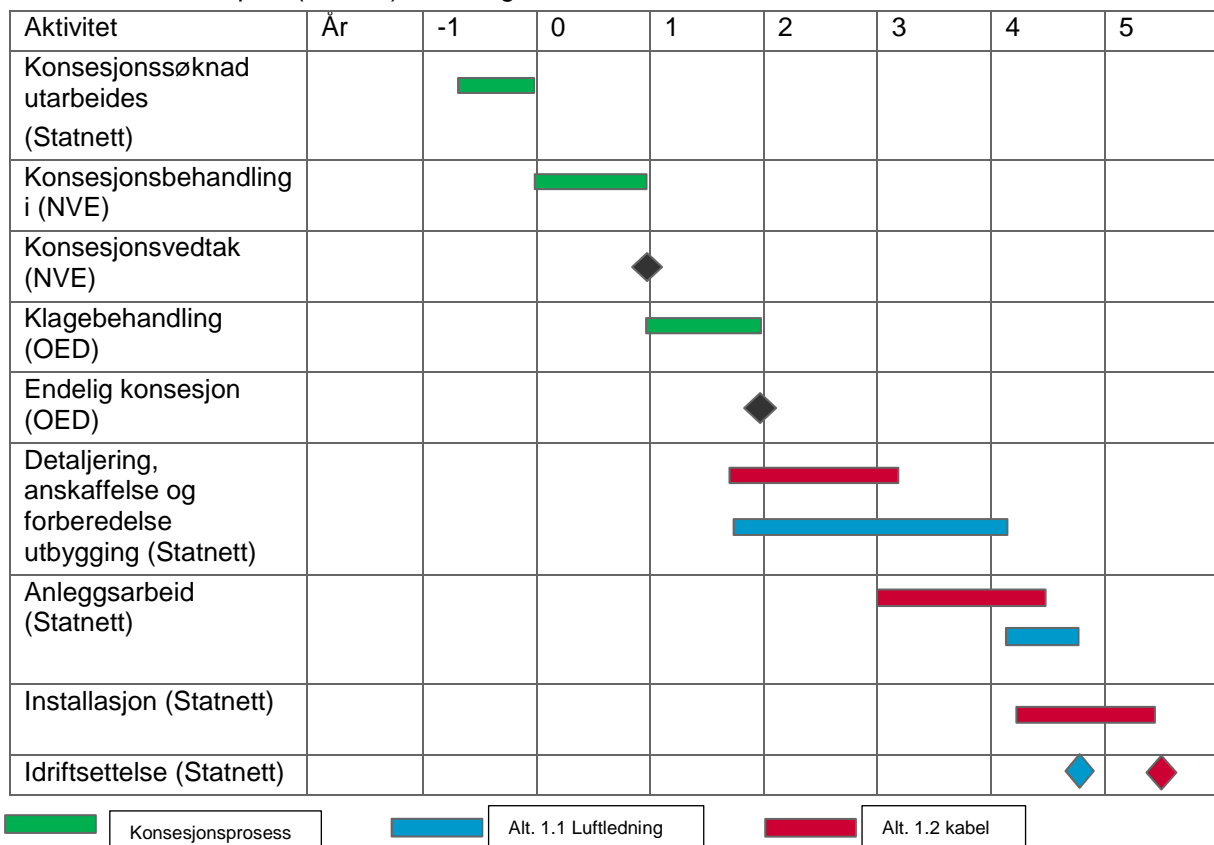 Aktivitet År -1 0 1 2 3 4 5
Konsesjonssøknad
utarbeides
(Statnett)
Konsesjonsbehandling
i (NVE)
Konsesjonsvedtak
(NVE)
Klagebehandling
(OED)
Endelig konsesjon
(OED)
Detaljering,
anskaffelse og
forberedelse
utbygging (Statnett)
Anleggsarbeid
(Statnett)
Installasjon (Statnett)
Idriftsettelse (Statnett)
Konsesjonsprosess Alt. 1.1 Luftledning Alt. 1.2 kabel